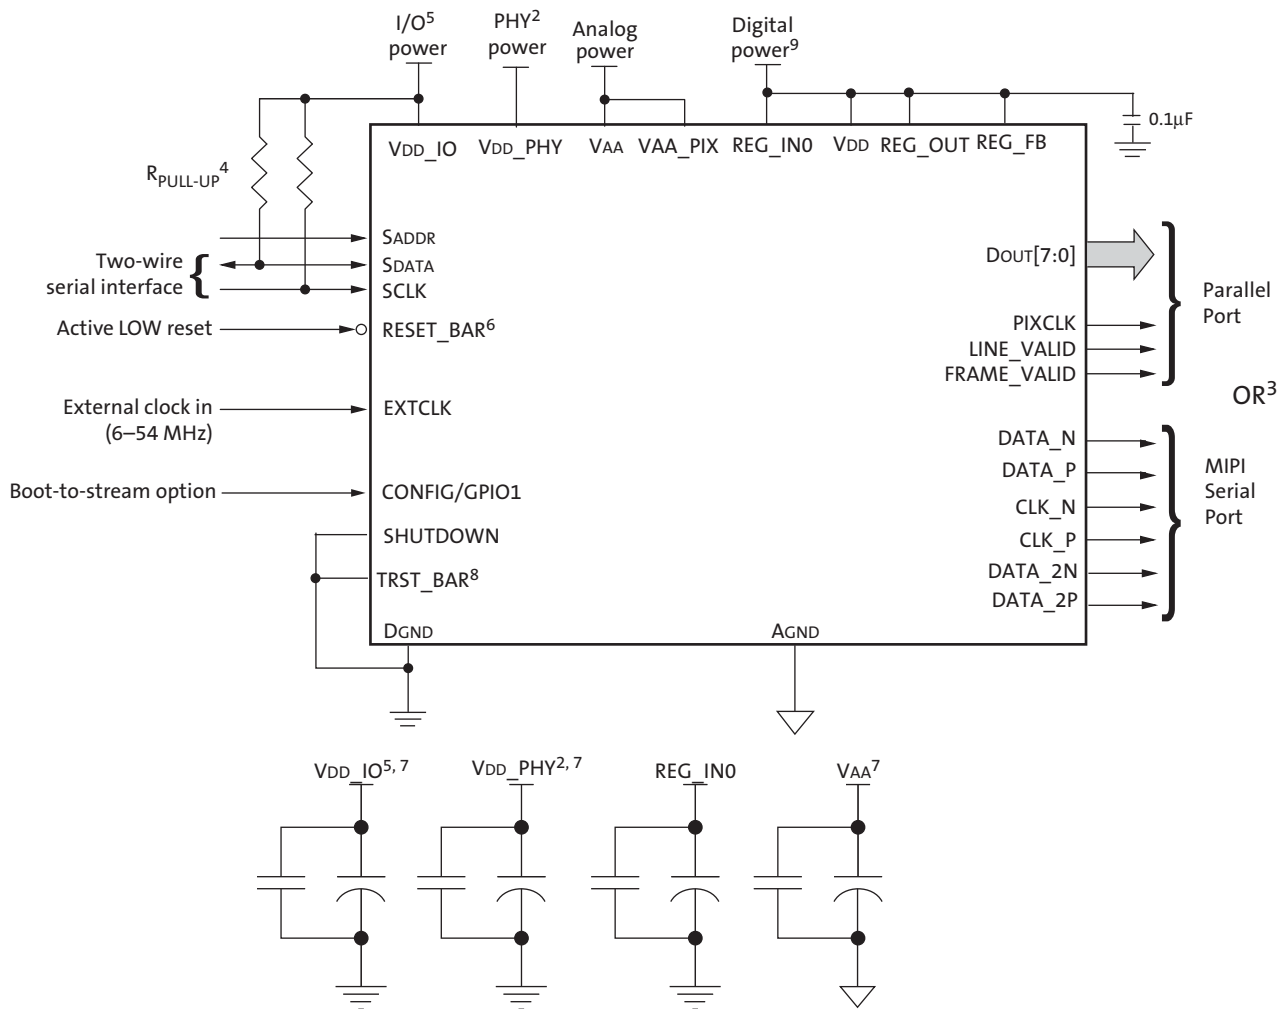 I/O5
power
PHY2
power
Analog
power
Digital
power9
0.1µF
VDD_IO
VDD_PHY
VAA
VAA_PIX
REG_IN0
VDD
REG_OUT
REG_FB
RPULL-UP4
Two-wire
serial interface
SADDR
SDATA
SCLK
Active LOW reset
RESET_BAR6
External clock in
(6–54 MHz)
EXTCLK
Boot-to-stream option
CONFIG/GPIO1
SHUTDOWN
TRST_BAR8
DGND
AGND
DOUT[7:0]
PIXCLK
LINE_VALID
FRAME_VALID
Parallel
Port
OR3
DATA_N
DATA_P
CLK_N
CLK_P
DATA_2N
DATA_2P
MIPI
Serial
Port
VDD_IO5, 7
VDD_PHY2, 7
REG_IN0
VAA7